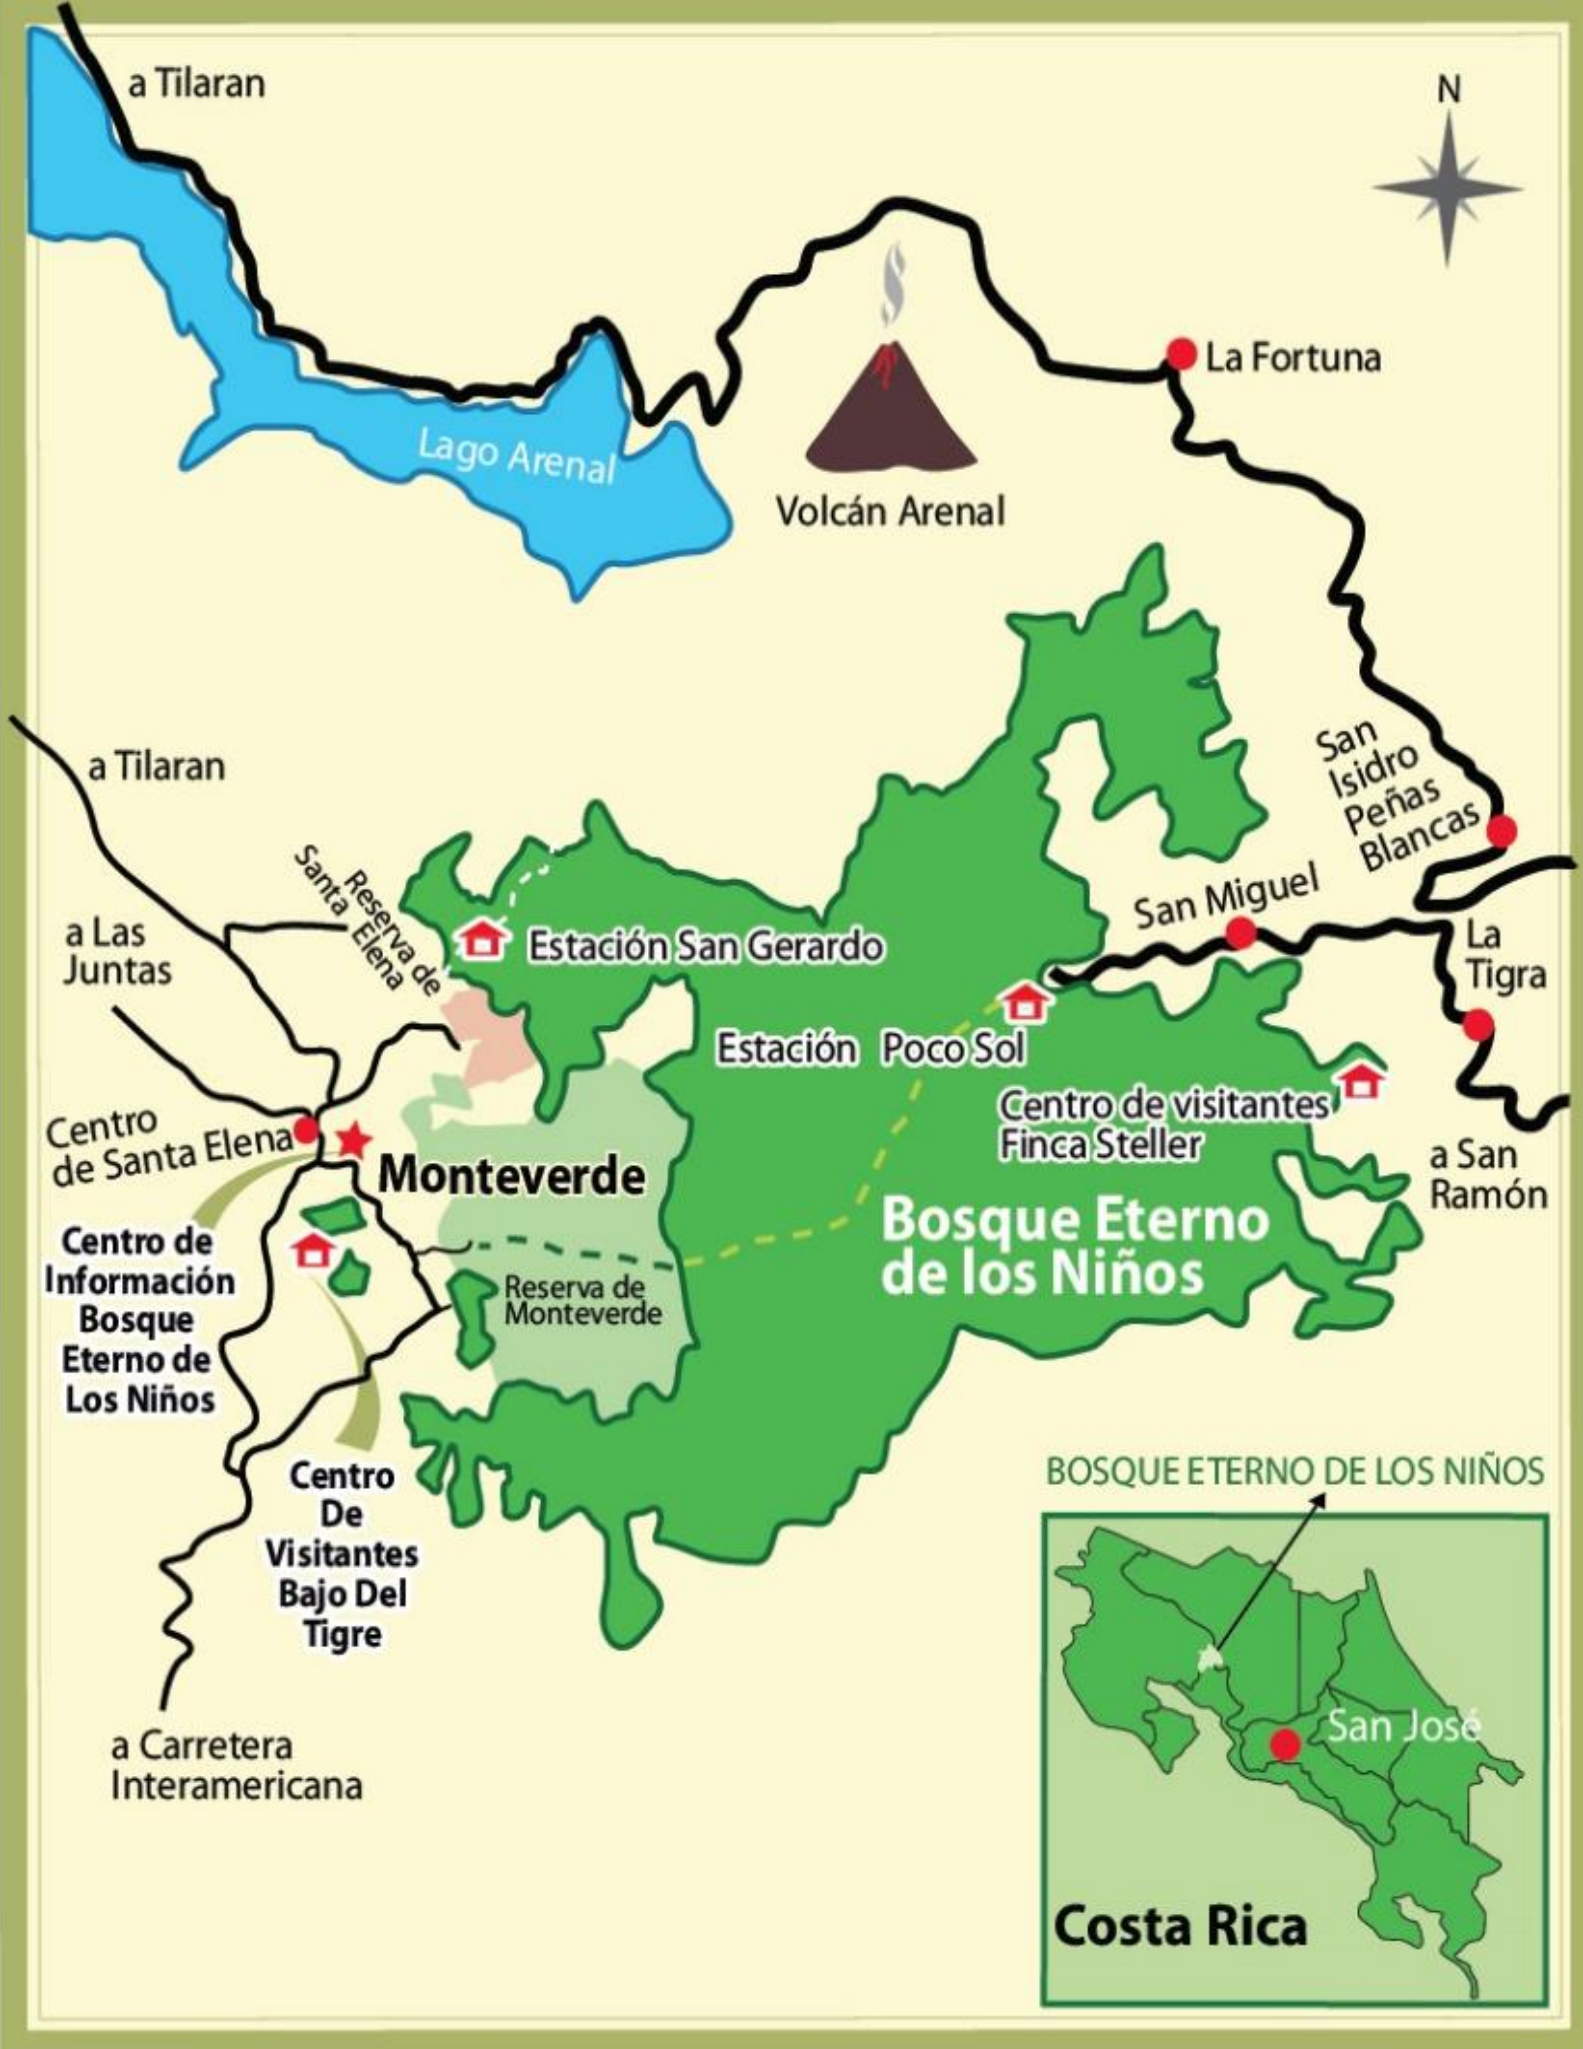 a Tilaran
N
La Fortuna
Lago Arenal
Volcán Arenal
San
Isidro
Peñas
Blancas
a Tilaran
Reserva de
Santa Elena
San Miguel
a Las
Juntas
Estación San Gerardo
La
Tigra
Estación Poco Sol
Centro de visitantes
Finca Steller
Centro
de Santa Elena
Monteverde
a San
Ramón
Bosque Eterno
de los Niños
Centro de
Información
Bosque
Eterno de
Los Niños
Reserva de
Monteverde
Centro
De
Visitantes
Bajo Del
Tigre
BOSQUE ETERNO DE LOS NIÑOS
San José
a Carretera
Interamericana
Costa Rica